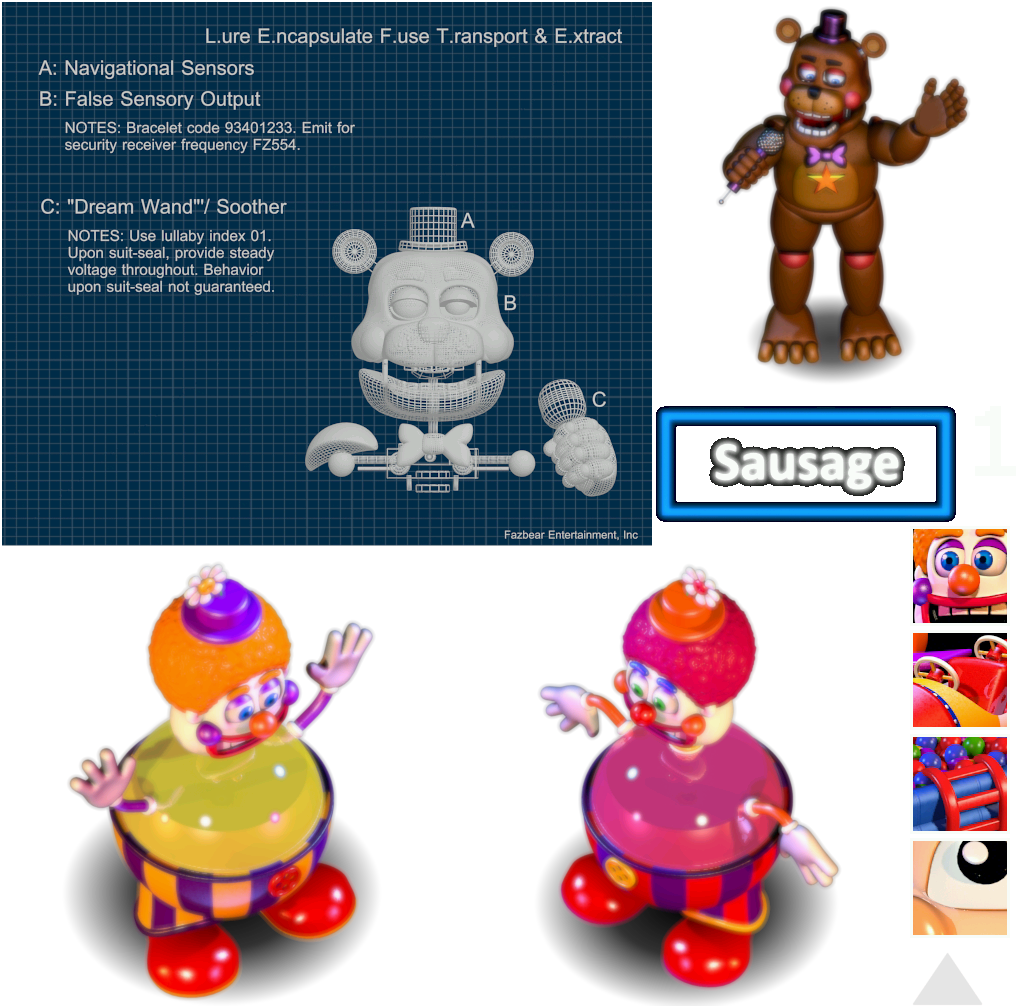 L.ure E.ncapsulate F.use T.ransport & E.xtract
A: Navigational Sensors
B: False Sensory Output
NOTES: Bracelet code 93401233. Emit for
security receiver frequency FZ554.
C: "Dream Wand"'/ Soother
NOTES: Use lullaby index 01.
Upon suit-seal, provide steady
voltage throughout. Behavior
upon suit-seal not guaranteed.
A
B
C
Fazbear Entertainment, Inc
Sausage
1